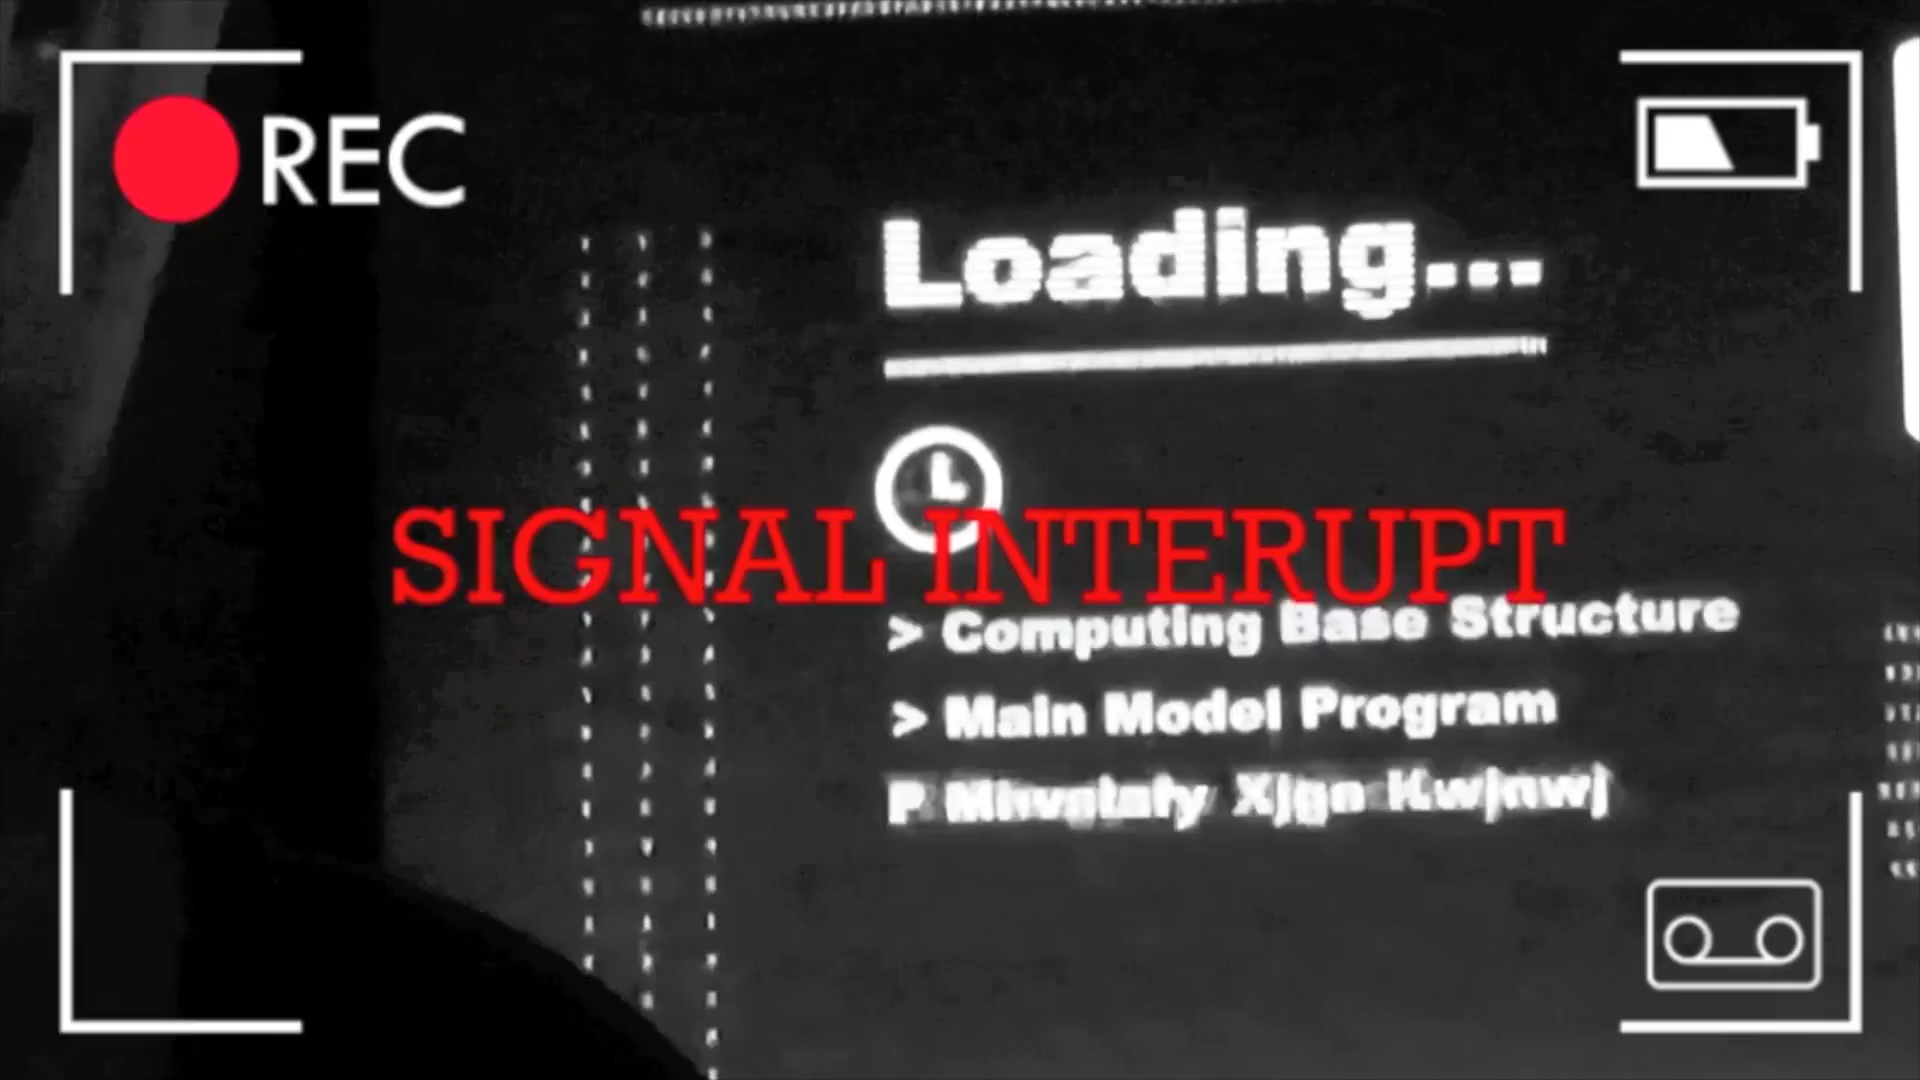 REC
Loading...
SIGNAL INTERUPT
> Computing Base Structure
> Main Model Program